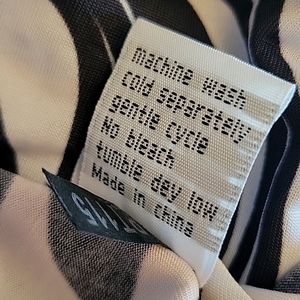 machine wash
cold separately
gentle cycle
No bleach
tumble dry low
Made in china